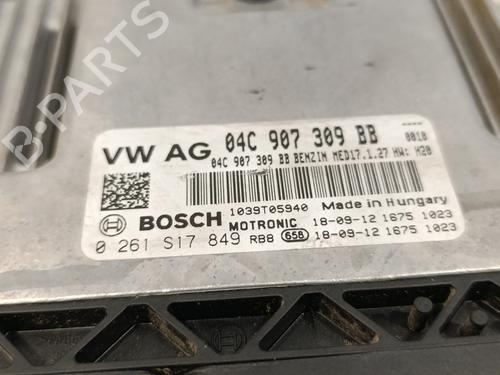 B-PARTS
VW AG 04C 907 309 BB 0010
04C 907 309 BB BENZIN MED17.1.27 HW: H20
BOSCH 1039T05940 Made in Hungary
MOTRONIC 18-09-12 1675 1023
0 261 S17 849 RB8 658 18-09-12 1675 1023